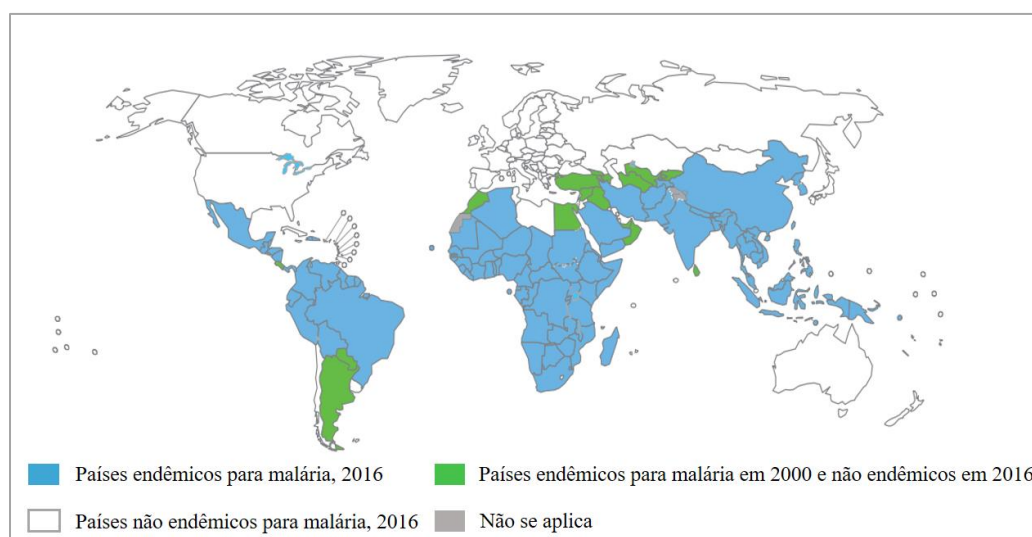 Países endêmicos para malária, 2016
Países endêmicos para malária em 2000 e não endêmicos em 2016
Países não endêmicos para malária, 2016
Não se aplica